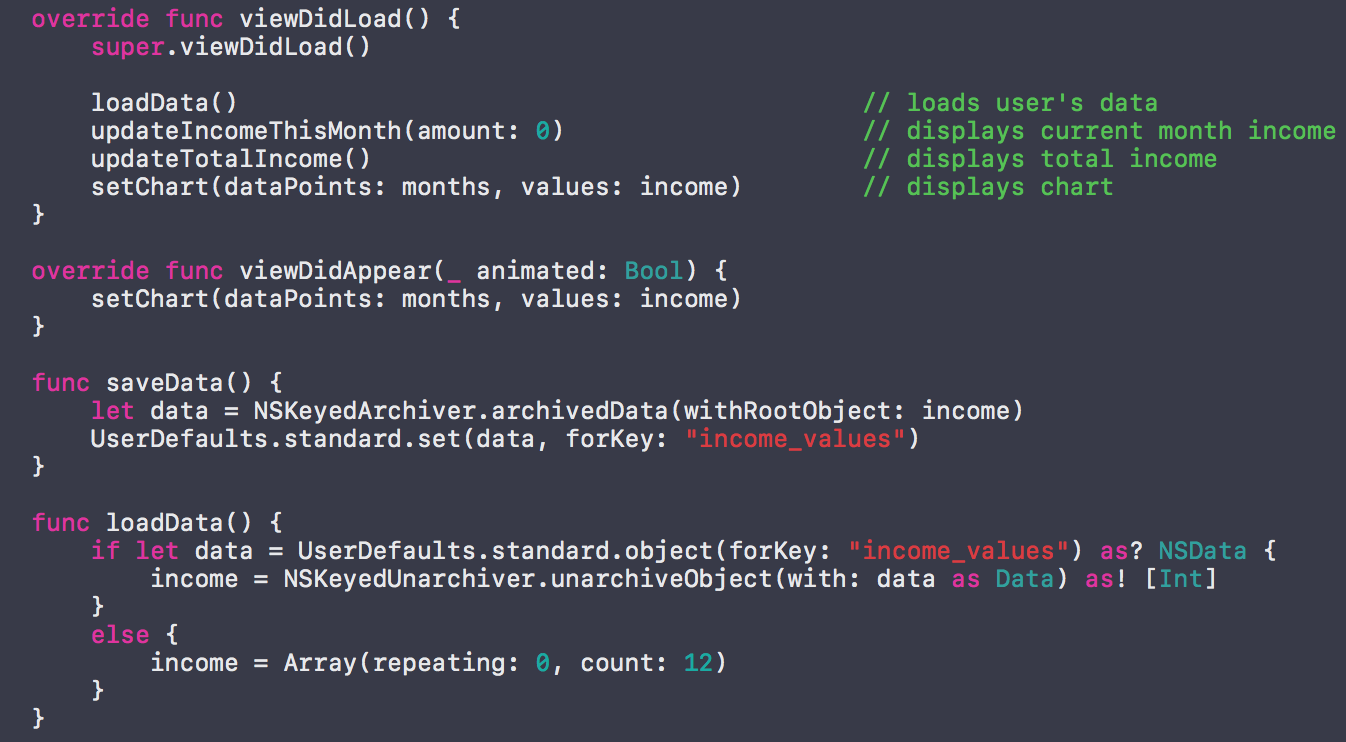 override func viewDidLoad() {
    super.viewDidLoad()

    loadData()                                          // loads user's data
    updateIncomeThisMonth(amount: 0)                    // displays current month income
    updateTotalIncome()                                 // displays total income
    setChart(dataPoints: months, values: income)        // displays chart
}

override func viewDidAppear(_ animated: Bool) {
    setChart(dataPoints: months, values: income)
}

func saveData() {
    let data = NSKeyedArchiver.archivedData(withRootObject: income)
    UserDefaults.standard.set(data, forKey: "income_values")
}

func loadData() {
    if let data = UserDefaults.standard.object(forKey: "income_values") as? NSData {
        income = NSKeyedUnarchiver.unarchiveObject(with: data as Data) as! [Int]
    }
    else {
        income = Array(repeating: 0, count: 12)
    }
}